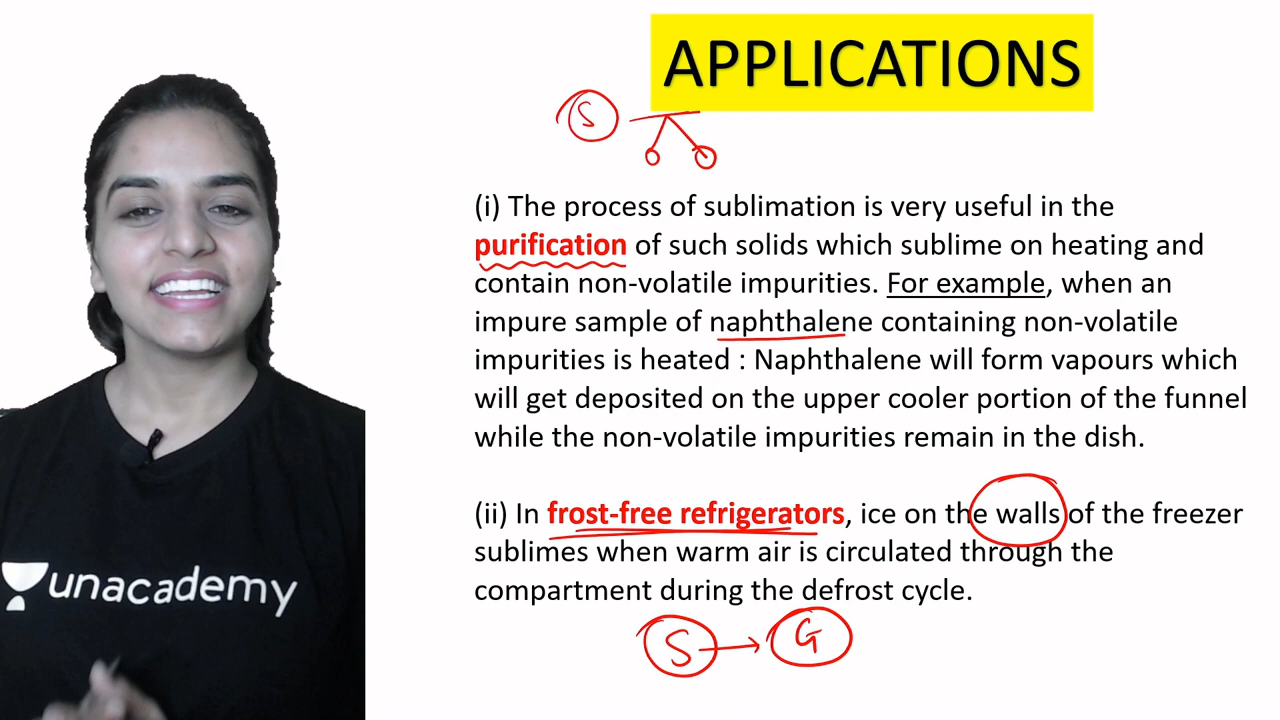 APPLICATIONS
S
(i) The process of sublimation is very useful in the
purification of such solids which sublime on heating and
contain non-volatile impurities. For example, when an
impure sample of naphthalene containing non-volatile
impurities is heated : Naphthalene will form vapours which
will get deposited on the upper cooler portion of the funnel
while the non-volatile impurities remain in the dish.
(ii) In frost-free refrigerators, ice on the walls of the freezer
sublimes when warm air is circulated through the
compartment during the defrost cycle.
S → G
unacademy